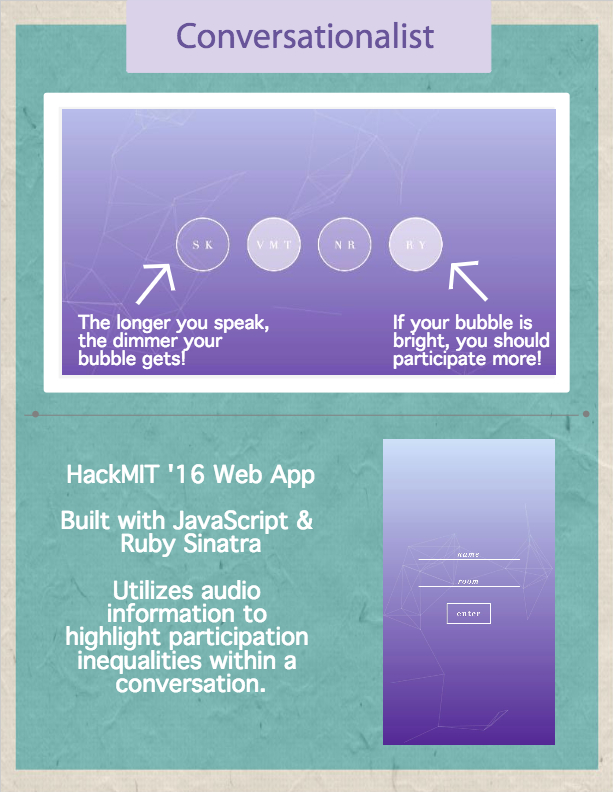 Conversationalist
S K
V M T
N R
R Y
The longer you speak,
the dimmer your
bubble gets!
If your bubble is
bright, you should
participate more!
HackMIT '16 Web App
Built with JavaScript &
Ruby Sinatra
Utilizes audio
information to
highlight participation
inequalities within a
conversation.
name
room
enter